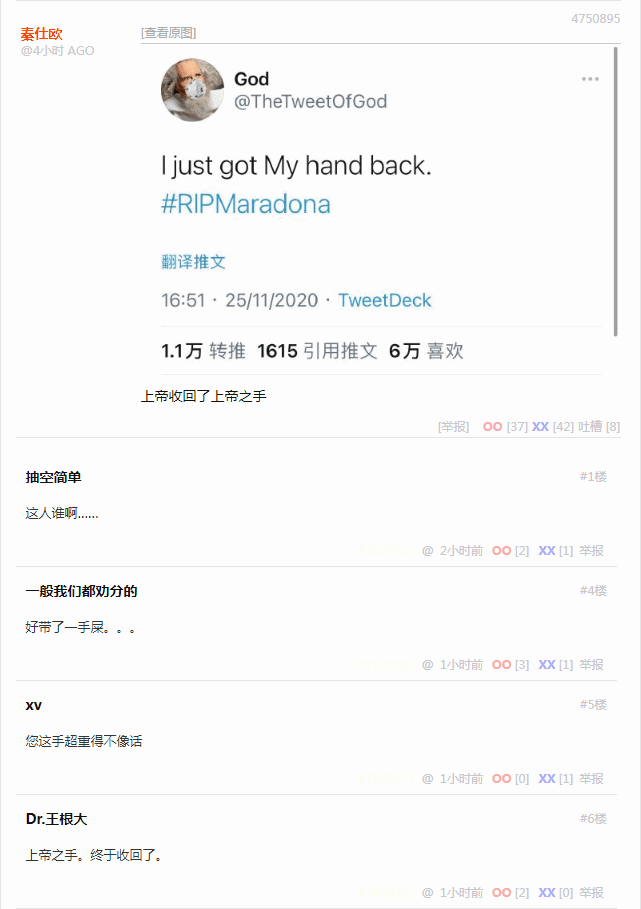 4750895
秦仕欧
@4小时 AGO
[查看原图]
God
@TheTweetOfGod
I just got My hand back.
#RIPMaradona
翻译推文
16:51 · 25/11/2020 · TweetDeck
1.1万 转推 1615 引用推文 6万 喜欢
上帝收回了上帝之手
[举报] OO [37] XX [42] 吐槽 [8]
抽空简单 #1楼
这人谁啊......
@ 2小时前 OO [2] XX [1] 举报
一般我们都劝分的 #4楼
好带了一手屎。。。
@ 1小时前 OO [3] XX [1] 举报
xv #5楼
您这手超重得不像话
@ 1小时前 OO [0] XX [1] 举报
Dr.王根大 #6楼
上帝之手。终于收回了。
@ 1小时前 OO [2] XX [0] 举报